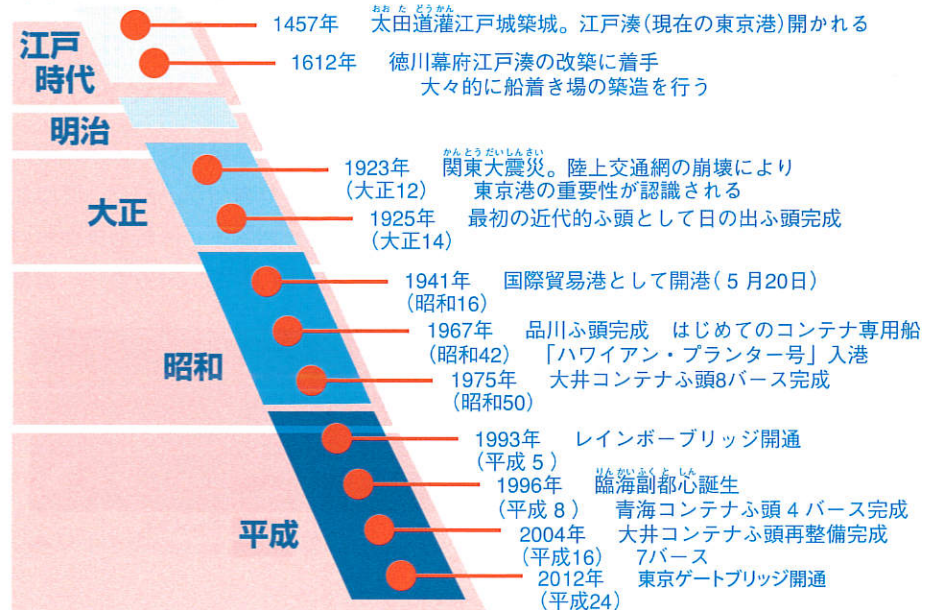 江戸
時代
おおたどうかん
1457年 太田道灌江戸城築城。江戸湊(現在の東京港)開かれる
1612年 徳川幕府江戸湊の改築に着手
大々的に船着き場の築造を行う
明治
大正
かんとうだいしんさい
1923年 関東大震災。陸上交通網の崩壊により
(大正12) 東京港の重要性が認識される
1925年 最初の近代的ふ頭として日の出ふ頭完成
(大正14)
昭和
1941年 国際貿易港として開港(5月20日)
(昭和16)
1967年 品川ふ頭完成 はじめてのコンテナ専用船
(昭和42) 「ハワイアン・プランター号」入港
1975年 大井コンテナふ頭8バース完成
(昭和50)
平成
1993年 レインボーブリッジ開通
(平成5)
りんかいふくとしん
1996年 臨海副都心誕生
(平成8) 青海コンテナふ頭4バース完成
2004年 大井コンテナふ頭再整備完成
(平成16) 7バース
2012年 東京ゲートブリッジ開通
(平成24)